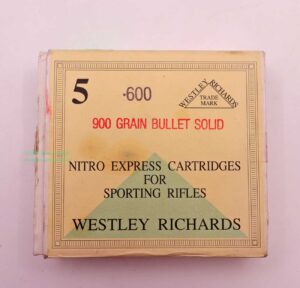 5
·600
WESTLEY RICHARDS
TRADE
MARK
900 GRAIN BULLET SOLID
NITRO EXPRESS CARTRIDGES
FOR
SPORTING RIFLES
WESTLEY RICHARDS